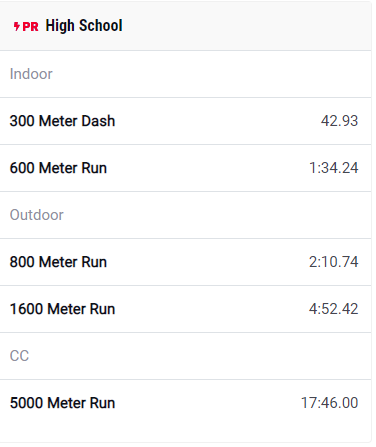 PR High School
Indoor
300 Meter Dash 42.93
600 Meter Run 1:34.24
Outdoor
800 Meter Run 2:10.74
1600 Meter Run 4:52.42
CC
5000 Meter Run 17:46.00